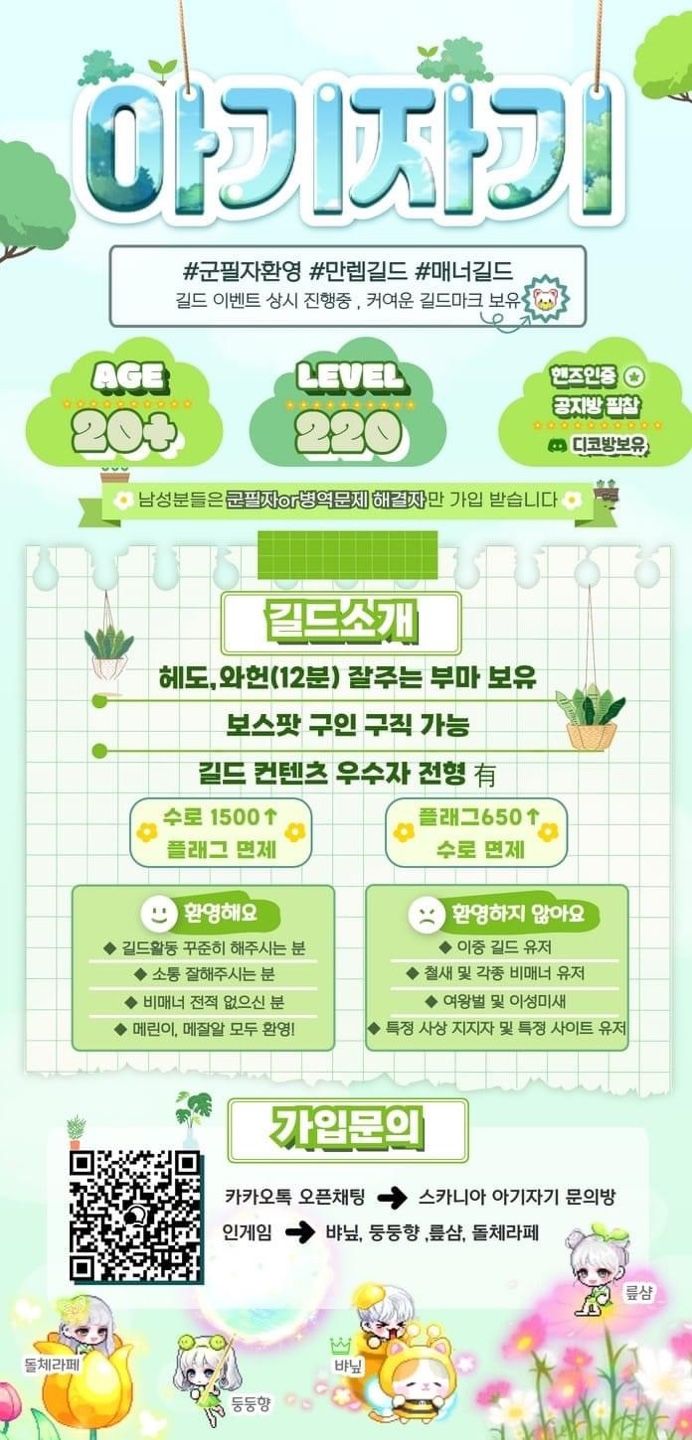 아기자기
#군필자환영 #만렙길드 #매너길드
길드 이벤트 상시 진행중 , 커여운 길드마크 보유
AGE
20+
LEVEL
220
핸즈인증
공지방 필참
디코방보유
남성분들은 군필자or병역문제 해결자만 가입 받습니다
길드소개
헤도,와헌(12분) 잘주는 부마 보유
보스팟 구인 구직 가능
길드 컨텐츠 우수자 전형 有
수로 1500↑
플래그 면제
플래그650↑
수로 면제
환영해요
◆ 길드활동 꾸준히 해주시는 분
◆ 소통 잘해주시는 분
◆ 비매너 전적 없으신 분
◆ 메린이, 메잘알 모두 환영!
환영하지 않아요
◆ 이중 길드 유저
◆ 철새 및 각종 비매너 유저
◆ 여왕벌 및 이성미새
◆ 특정 사상 지지자 및 특정 사이트 유저
가입문의
카카오톡 오픈채팅 → 스카니아 아기자기 문의방
인게임 → 뱌닢, 둥둥향 ,릂샴, 돌체라페
릂샴
돌체라페
둥둥향
뱌닢